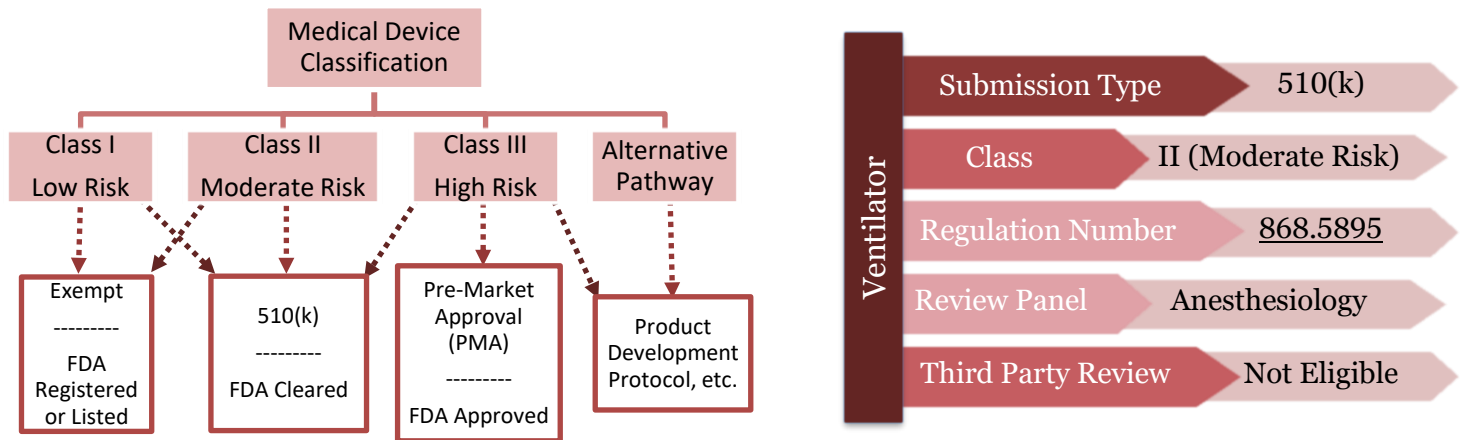 Medical Device
Classification
Class I
Low Risk
Class II
Moderate Risk
Class III
High Risk
Alternative
Pathway
Exempt
---------
FDA
Registered
or Listed
510(k)
---------
FDA Cleared
Pre-Market
Approval
(PMA)
---------
FDA Approved
Product
Development
Protocol, etc.
Ventilator
Submission Type 510(k)
Class II (Moderate Risk)
Regulation Number 868.5895
Review Panel Anesthesiology
Third Party Review Not Eligible